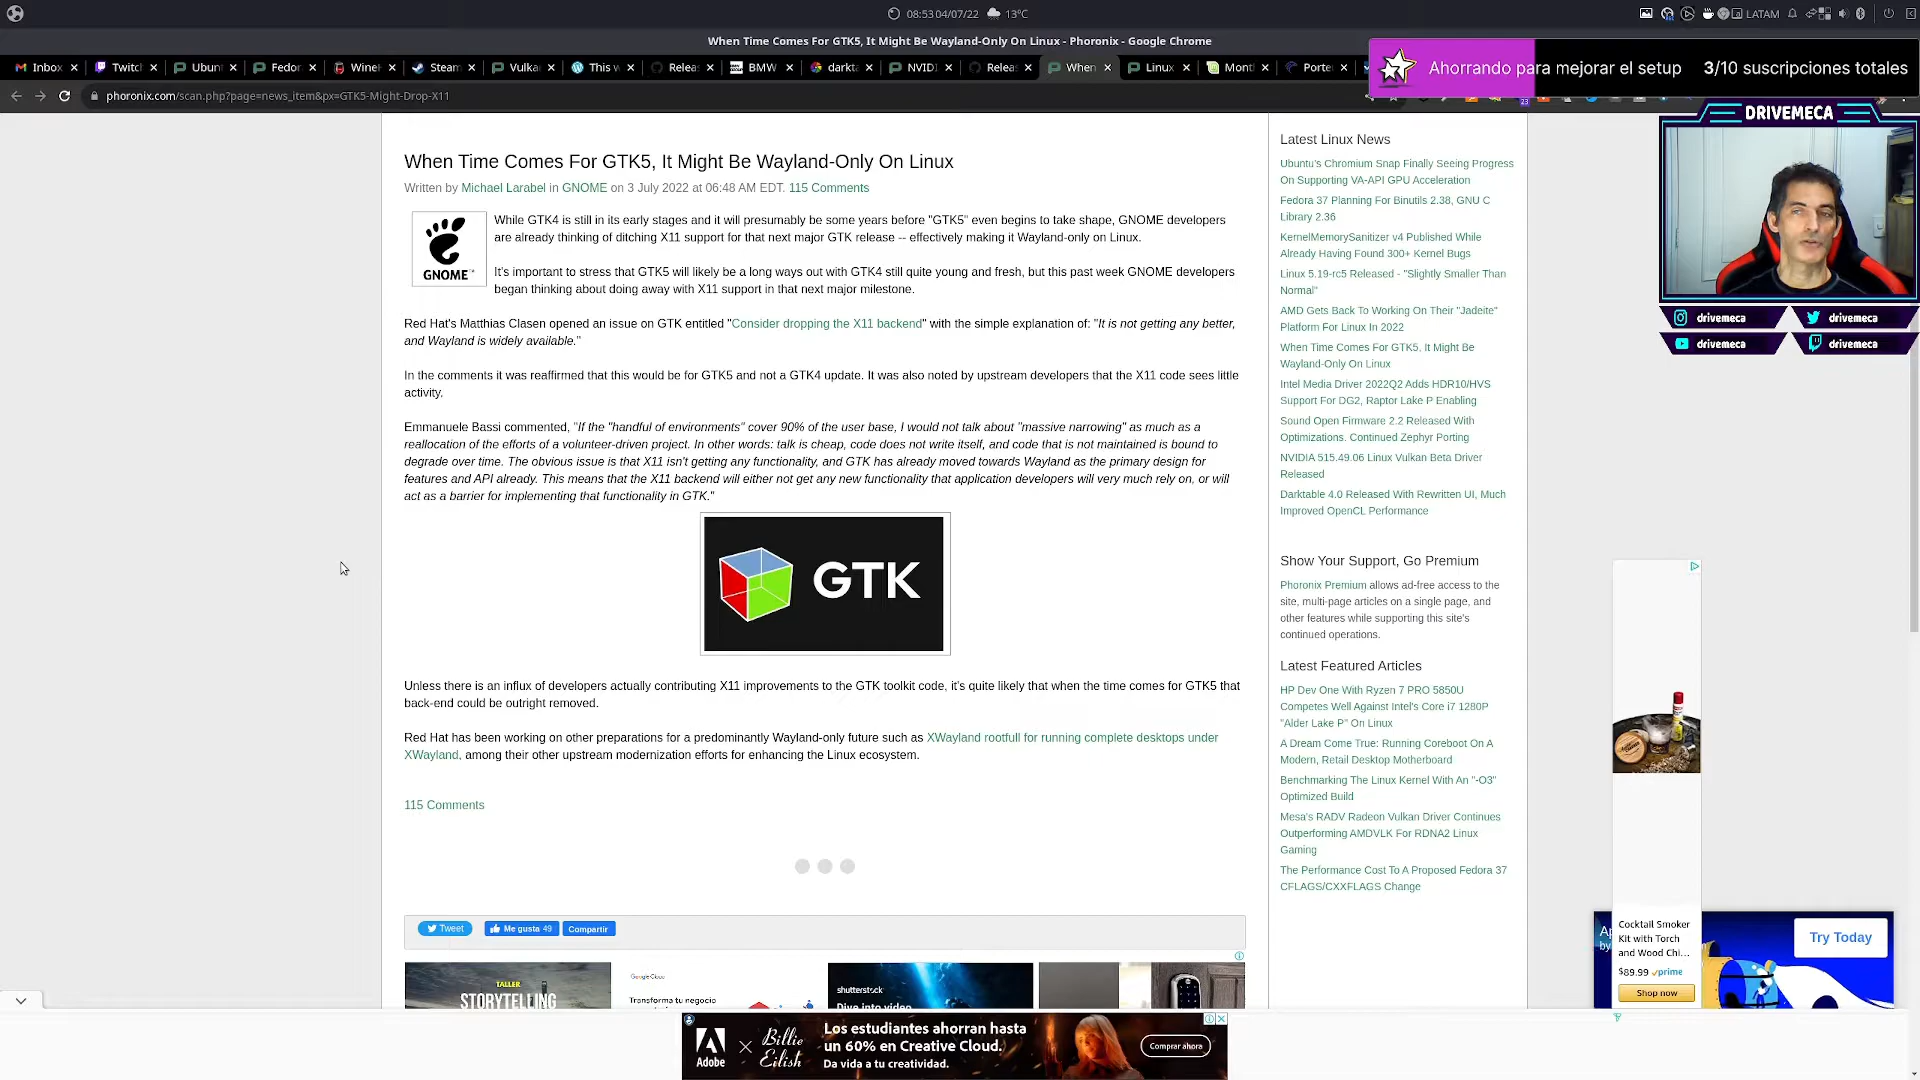 08:53 04/07/22 13°C
LATAM
When Time Comes For GTK5, It Might Be Wayland-Only On Linux - Phoronix - Google Chrome
Inbox
Twitch
Ubunt
Fedor
WineH
Steam
Vulka
This w
Releas
BMW
darkta
NVIDI
Releas
When
Linux
Month
Porte
Ahorrando para mejorar el setup
3/10 suscripciones totales
phoronix.com/scan.php?page=news_item&px=GTK5-Might-Drop-X11
23
DRIVEMECA
drivemeca
drivemeca
drivemeca
drivemeca
When Time Comes For GTK5, It Might Be Wayland-Only On Linux
Written by Michael Larabel in GNOME on 3 July 2022 at 06:48 AM EDT. 115 Comments
GNOME™
While GTK4 is still in its early stages and it will presumably be some years before "GTK5" even begins to take shape, GNOME developers
are already thinking of ditching X11 support for that next major GTK release -- effectively making it Wayland-only on Linux.
It's important to stress that GTK5 will likely be a long ways out with GTK4 still quite young and fresh, but this past week GNOME developers
began thinking about doing away with X11 support in that next major milestone.
Red Hat's Matthias Clasen opened an issue on GTK entitled "Consider dropping the X11 backend" with the simple explanation of: "It is not getting any better,
and Wayland is widely available."
In the comments it was reaffirmed that this would be for GTK5 and not a GTK4 update. It was also noted by upstream developers that the X11 code sees little
activity.
Emmanuele Bassi commented, "If the "handful of environments" cover 90% of the user base, I would not talk about "massive narrowing" as much as a
reallocation of the efforts of a volunteer-driven project. In other words: talk is cheap, code does not write itself, and code that is not maintained is bound to
degrade over time. The obvious issue is that X11 isn't getting any functionality, and GTK has already moved towards Wayland as the primary design for
features and API already. This means that the X11 backend will either not get any new functionality that application developers will very much rely on, or will
act as a barrier for implementing that functionality in GTK."
GTK
Unless there is an influx of developers actually contributing X11 improvements to the GTK toolkit code, it's quite likely that when the time comes for GTK5 that
back-end could be outright removed.
Red Hat has been working on other preparations for a predominantly Wayland-only future such as XWayland rootfull for running complete desktops under
XWayland, among their other upstream modernization efforts for enhancing the Linux ecosystem.
115 Comments
Tweet
Me gusta 49
Compartir
TALLER
STORYTELLING
Google Cloud
Transforma tu negocio
shutterstock
Dive into video
Latest Linux News
Ubuntu's Chromium Snap Finally Seeing Progress
On Supporting VA-API GPU Acceleration
Fedora 37 Planning For Binutils 2.38, GNU C
Library 2.36
KernelMemorySanitizer v4 Published While
Already Having Found 300+ Kernel Bugs
Linux 5.19-rc5 Released - "Slightly Smaller Than
Normal"
AMD Gets Back To Working On Their "Jadeite"
Platform For Linux In 2022
When Time Comes For GTK5, It Might Be
Wayland-Only On Linux
Intel Media Driver 2022Q2 Adds HDR10/HVS
Support For DG2, Raptor Lake P Enabling
Sound Open Firmware 2.2 Released With
Optimizations, Continued Zephyr Porting
NVIDIA 515.49.06 Linux Vulkan Beta Driver
Released
Darktable 4.0 Released With Rewritten UI, Much
Improved OpenCL Performance
Show Your Support, Go Premium
Phoronix Premium allows ad-free access to the
site, multi-page articles on a single page, and
other features while supporting this site's
continued operations.
Latest Featured Articles
HP Dev One With Ryzen 7 PRO 5850U
Competes Well Against Intel's Core i7 1280P
"Alder Lake P" On Linux
A Dream Come True: Running Coreboot On A
Modern, Retail Desktop Motherboard
Benchmarking The Linux Kernel With An "-O3"
Optimized Build
Mesa's RADV Radeon Vulkan Driver Continues
Outperforming AMDVLK For RDNA2 Linux
Gaming
The Performance Cost To A Proposed Fedora 37
CFLAGS/CXXFLAGS Change
Cocktail Smoker
Kit with Torch
and Wood Chi...
$89.99 prime
Shop now
by
Try Today
Adobe
Billie
Eilish
Los estudiantes ahorran hasta
un 60% en Creative Cloud.
Da vida a tu creatividad.
Comprar ahora